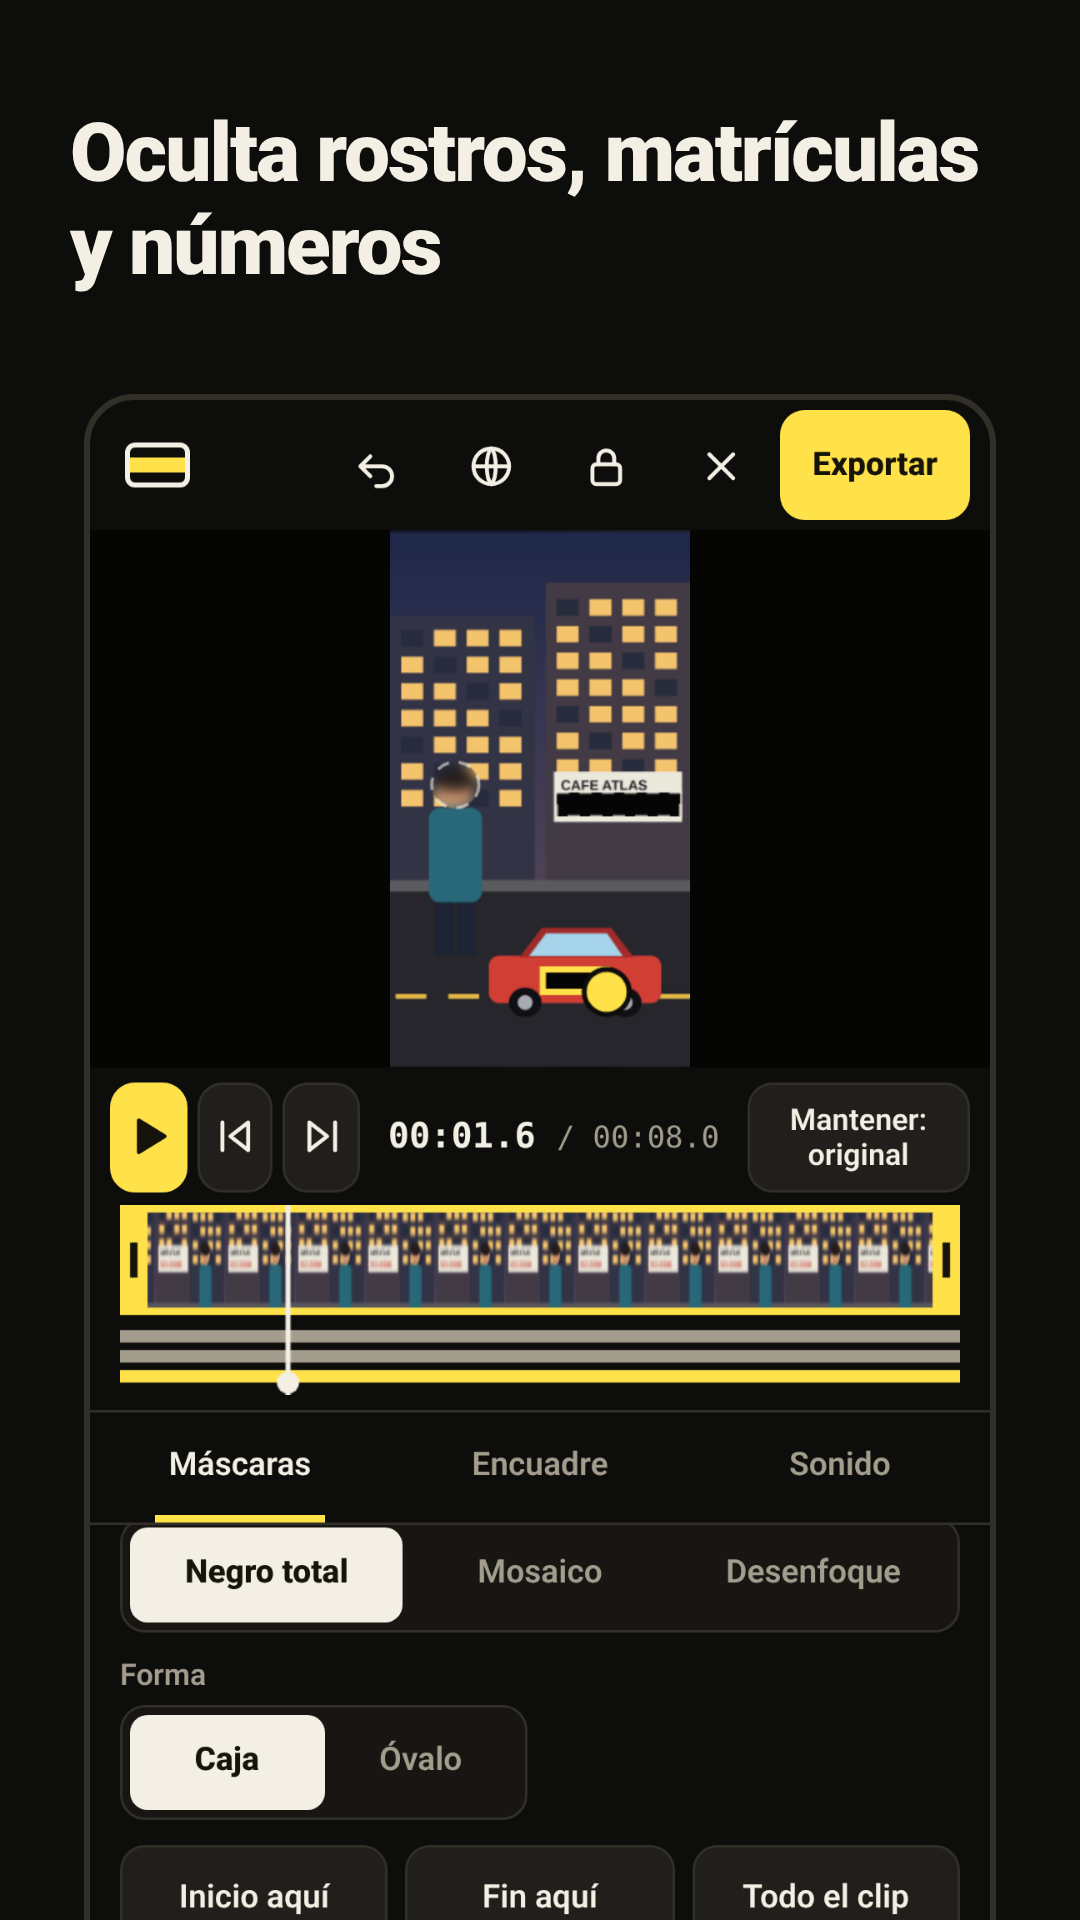 Oculta rostros, matrículas
y números
Exportar
CAFE ATLAS
00:01.6 / 00:08.0
Mantener:
original
Máscaras
Encuadre
Sonido
Negro total
Mosaico
Desenfoque
Forma
Caja
Óvalo
Inicio aquí
Fin aquí
Todo el clip